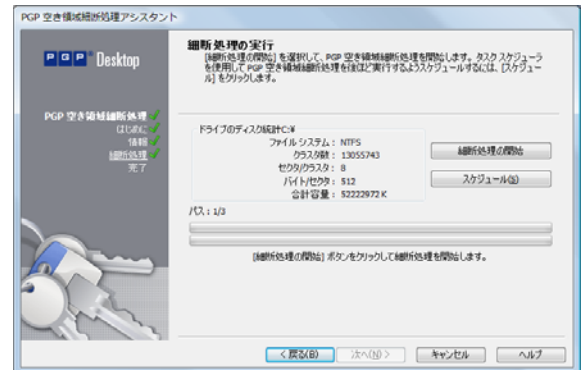 PGP 空き領域細断処理アシスタント
PGP Desktop
細断処理の実行
[細断処理の開始] を選択して、PGP 空き領域細断処理を開始します。タスク スケジューラ
を使用して PGP 空き領域細断処理を後ほど実行するようスケジュールするには、[スケジュー
ル] をクリックします。
PGP 空き領域細断処理
はじめに
情報
細断処理
完了
ドライブのディスク統計C:¥
ファイル システム: NTFS
クラスタ数: 13055743
セクタ/クラスタ: 8
バイト/セクタ: 512
合計容量: 52222972 K
細断処理の開始
スケジュール(S)
パス: 1/3
[細断処理の開始] ボタンをクリックして細断処理を開始します。
< 戻る(B)
次へ(N) >
キャンセル
ヘルプ